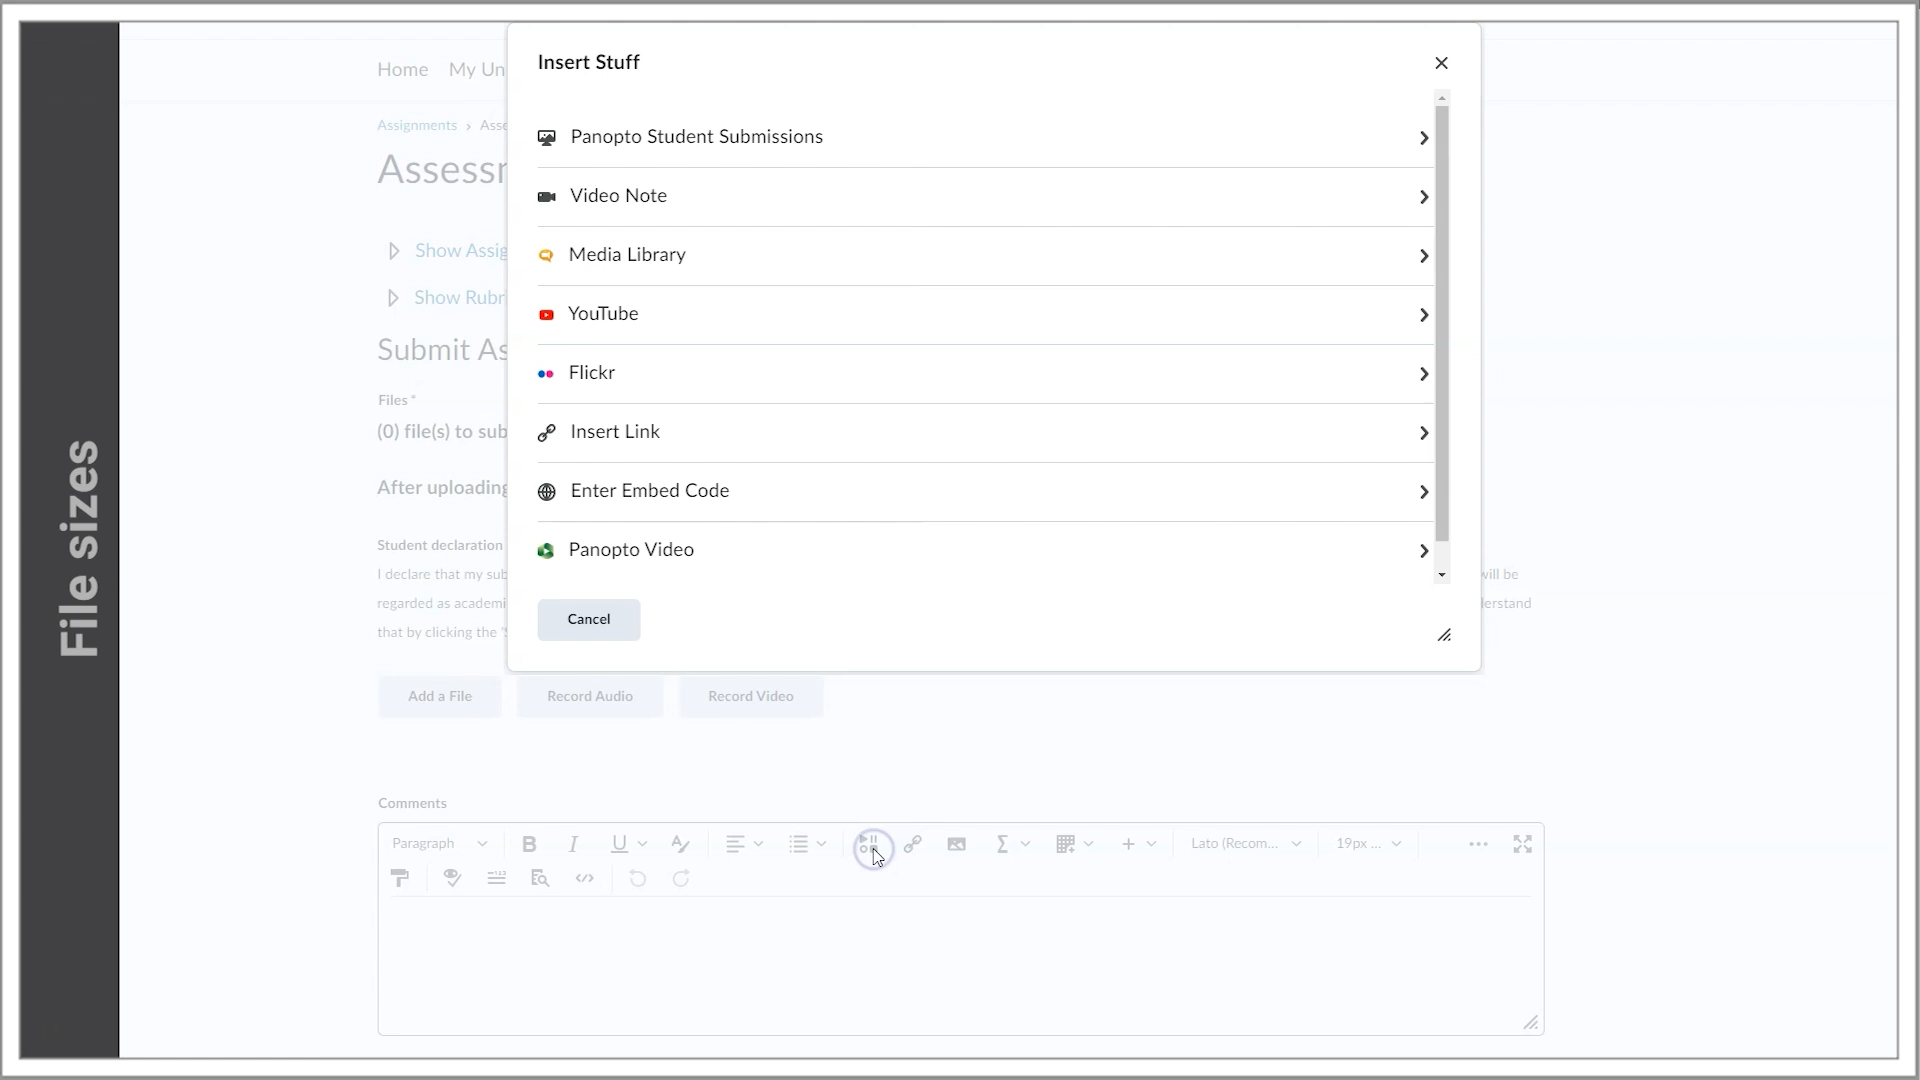 File sizes
Home My Un
Assignments › Asse
Assessm
Show Assig
Show Rubri
Submit As
Files *
(0) file(s) to sub
After uploading
Student declaration
I declare that my sub
will be
regarded as academi
derstand
that by clicking the 'S
Insert Stuff
Panopto Student Submissions
Video Note
Media Library
YouTube
Flickr
Insert Link
Enter Embed Code
Panopto Video
Cancel
Add a File Record Audio Record Video
Comments
Paragraph B I U Lato (Recom... 19px ...